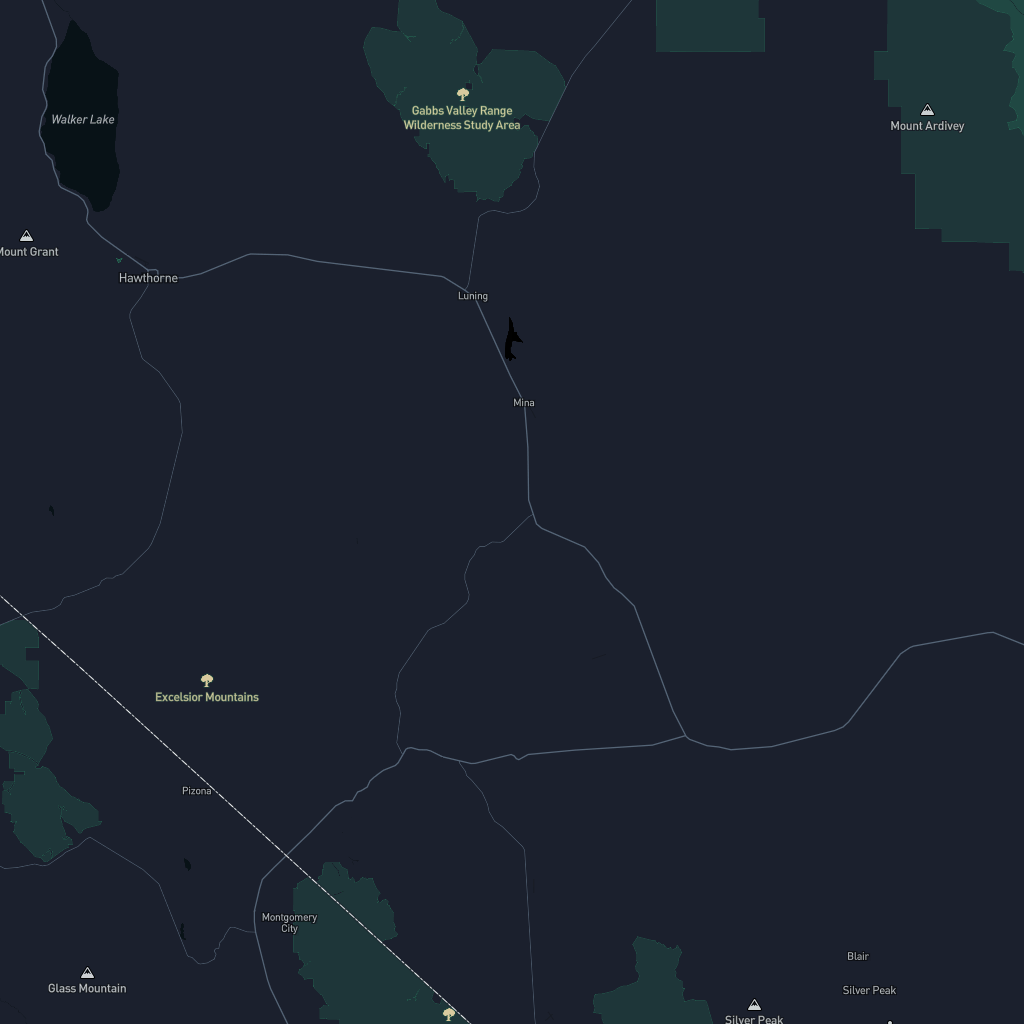 Gabbs Valley Range
Wilderness Study Area
Walker Lake
Mount Ardivey
Mount Grant
Hawthorne
Luning
Mina
Excelsior Mountains
Pizona
Montgomery
City
Glass Mountain
Blair
Silver Peak
Silver Peak